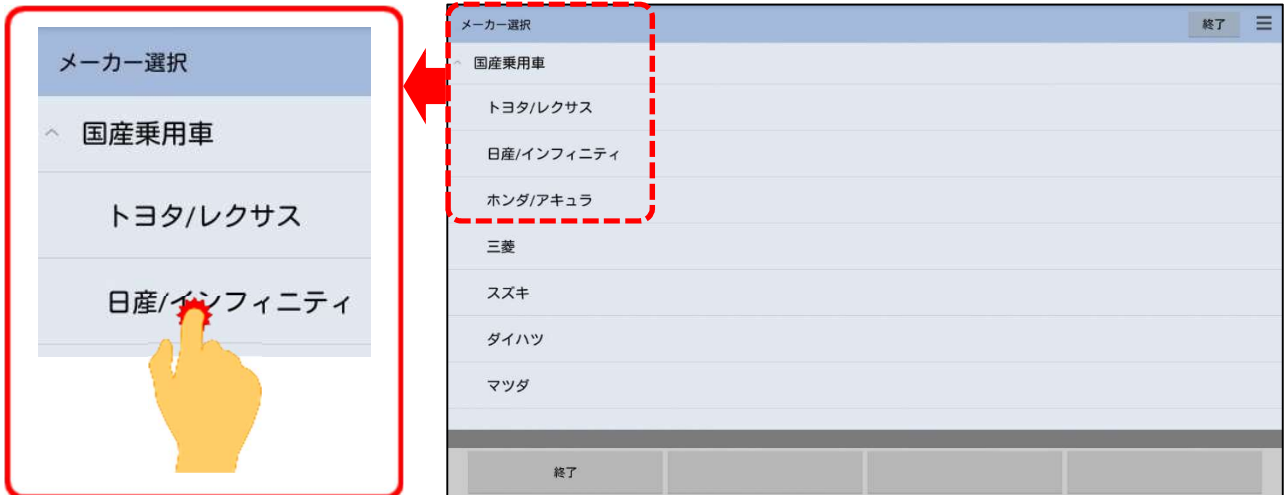 メーカー選択
国産乗用車
トヨタ/レクサス
日産/インフィニティ
メーカー選択
終了
国産乗用車
トヨタ/レクサス
日産/インフィニティ
ホンダ/アキュラ
三菱
スズキ
ダイハツ
マツダ
終了